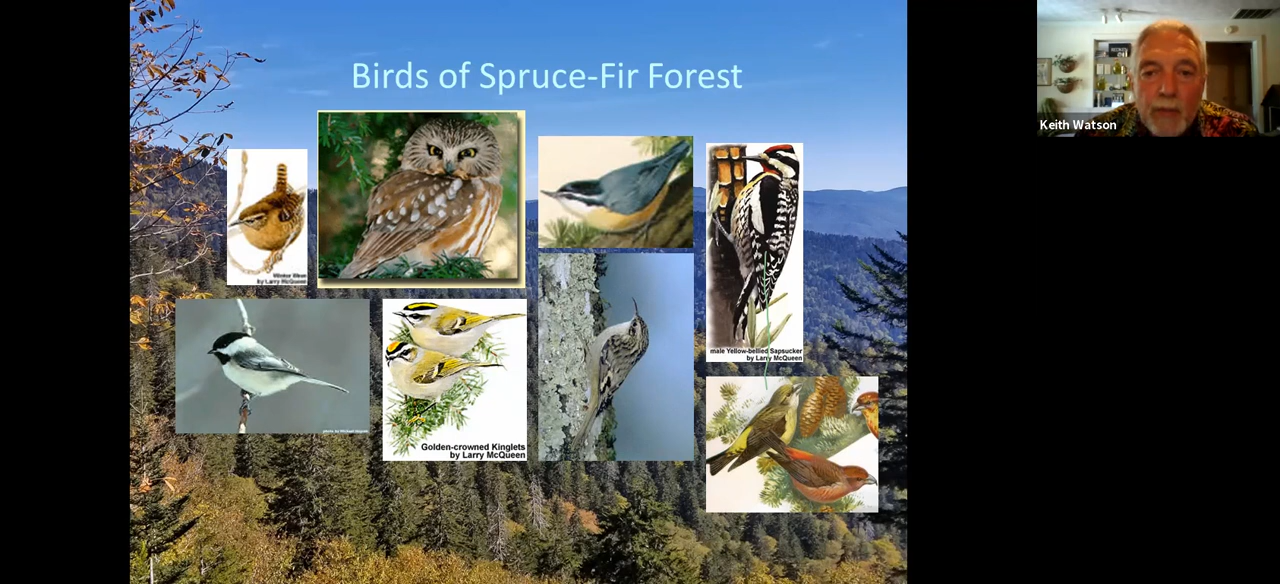 Birds of Spruce-Fir Forest
Keith Watson
Winter Wren
by Larry McQueen
male Yellow-bellied Sapsucker
by Larry McQueen
Golden-crowned Kinglets
by Larry McQueen